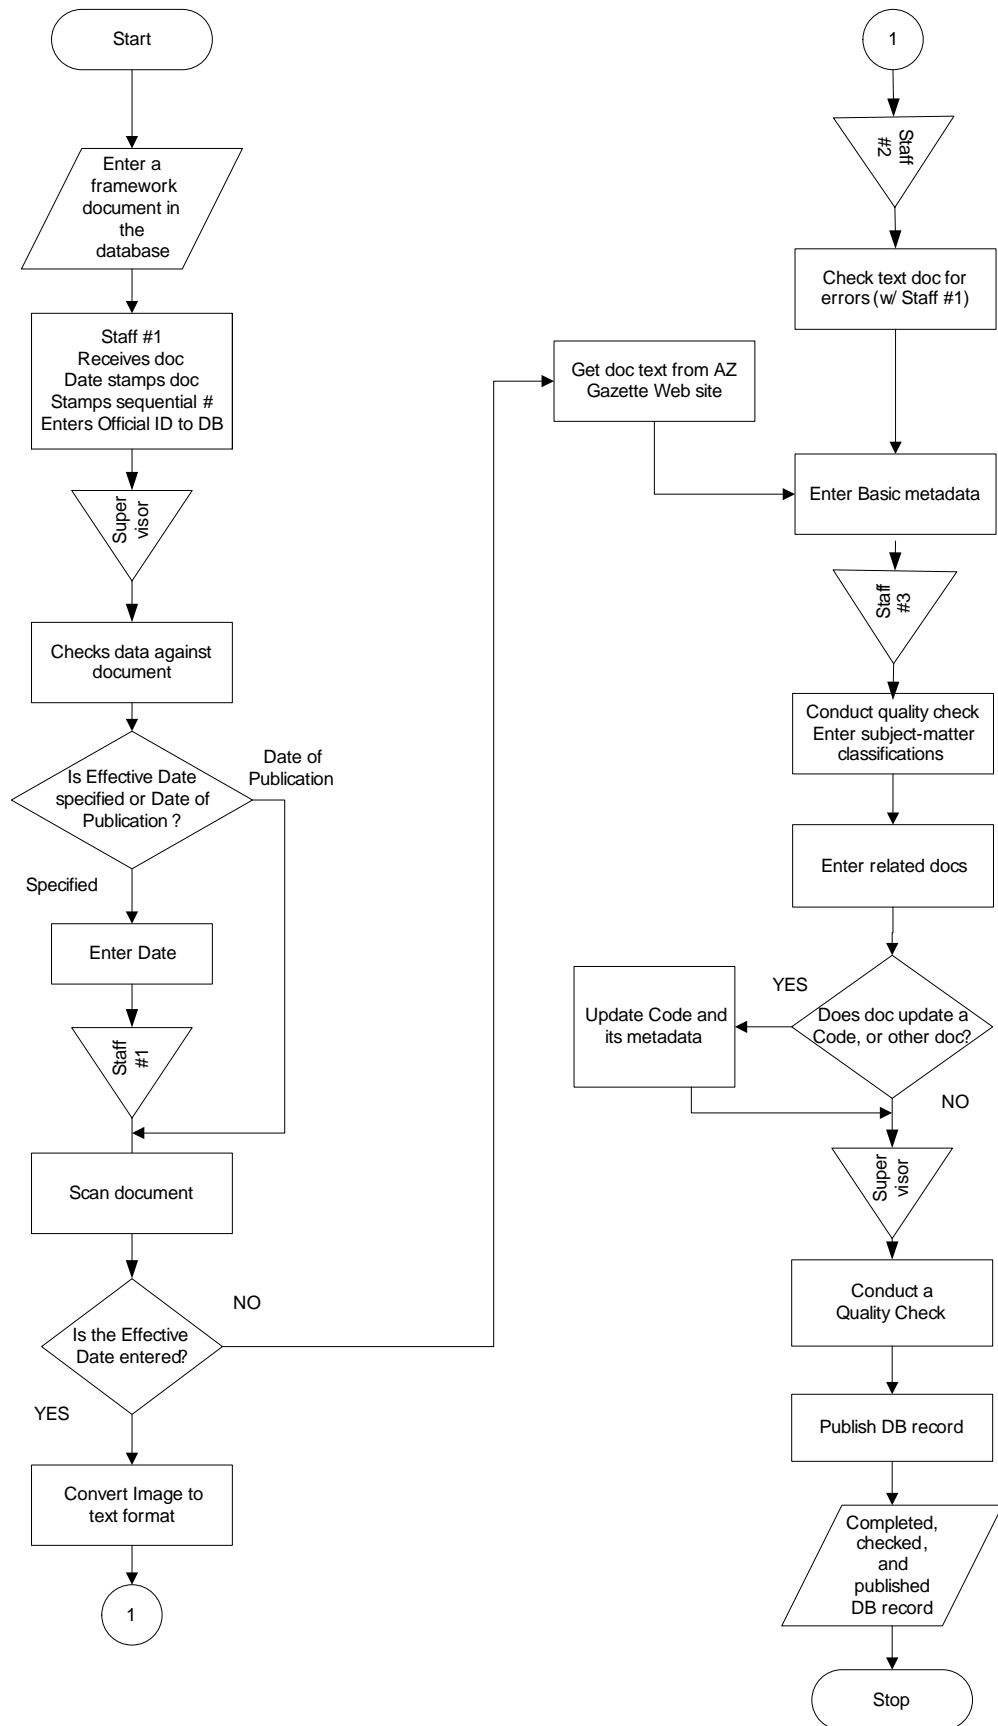 Start
Enter a
framework
document in
the
database
Staff #1
Receives doc
Date stamps doc
Stamps sequential #
Enters Official ID to DB
Super
visor
Checks data against
document
Is Effective Date
specified or Date of
Publication ?
Date of
Publication
Specified
Enter Date
Staff
#1
Scan document
Is the Effective
Date entered?
NO
YES
Convert Image to
text format
1
1
Staff
#2
Check text doc for
errors (w/ Staff #1)
Get doc text from AZ
Gazette Web site
Enter Basic metadata
Staff
#3
Conduct quality check
Enter subject-matter
classifications
Enter related docs
Does doc update a
Code, or other doc?
YES
Update Code and
its metadata
NO
Super
visor
Conduct a
Quality Check
Publish DB record
Completed,
checked,
and
published
DB record
Stop